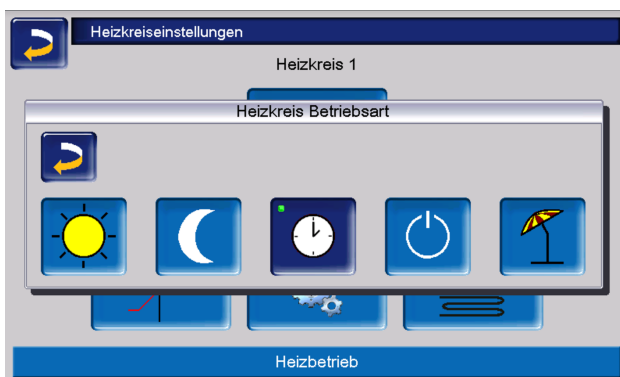 Heizkreiseinstellungen
Heizkreis 1
Heizkreis Betriebsart
Heizbetrieb